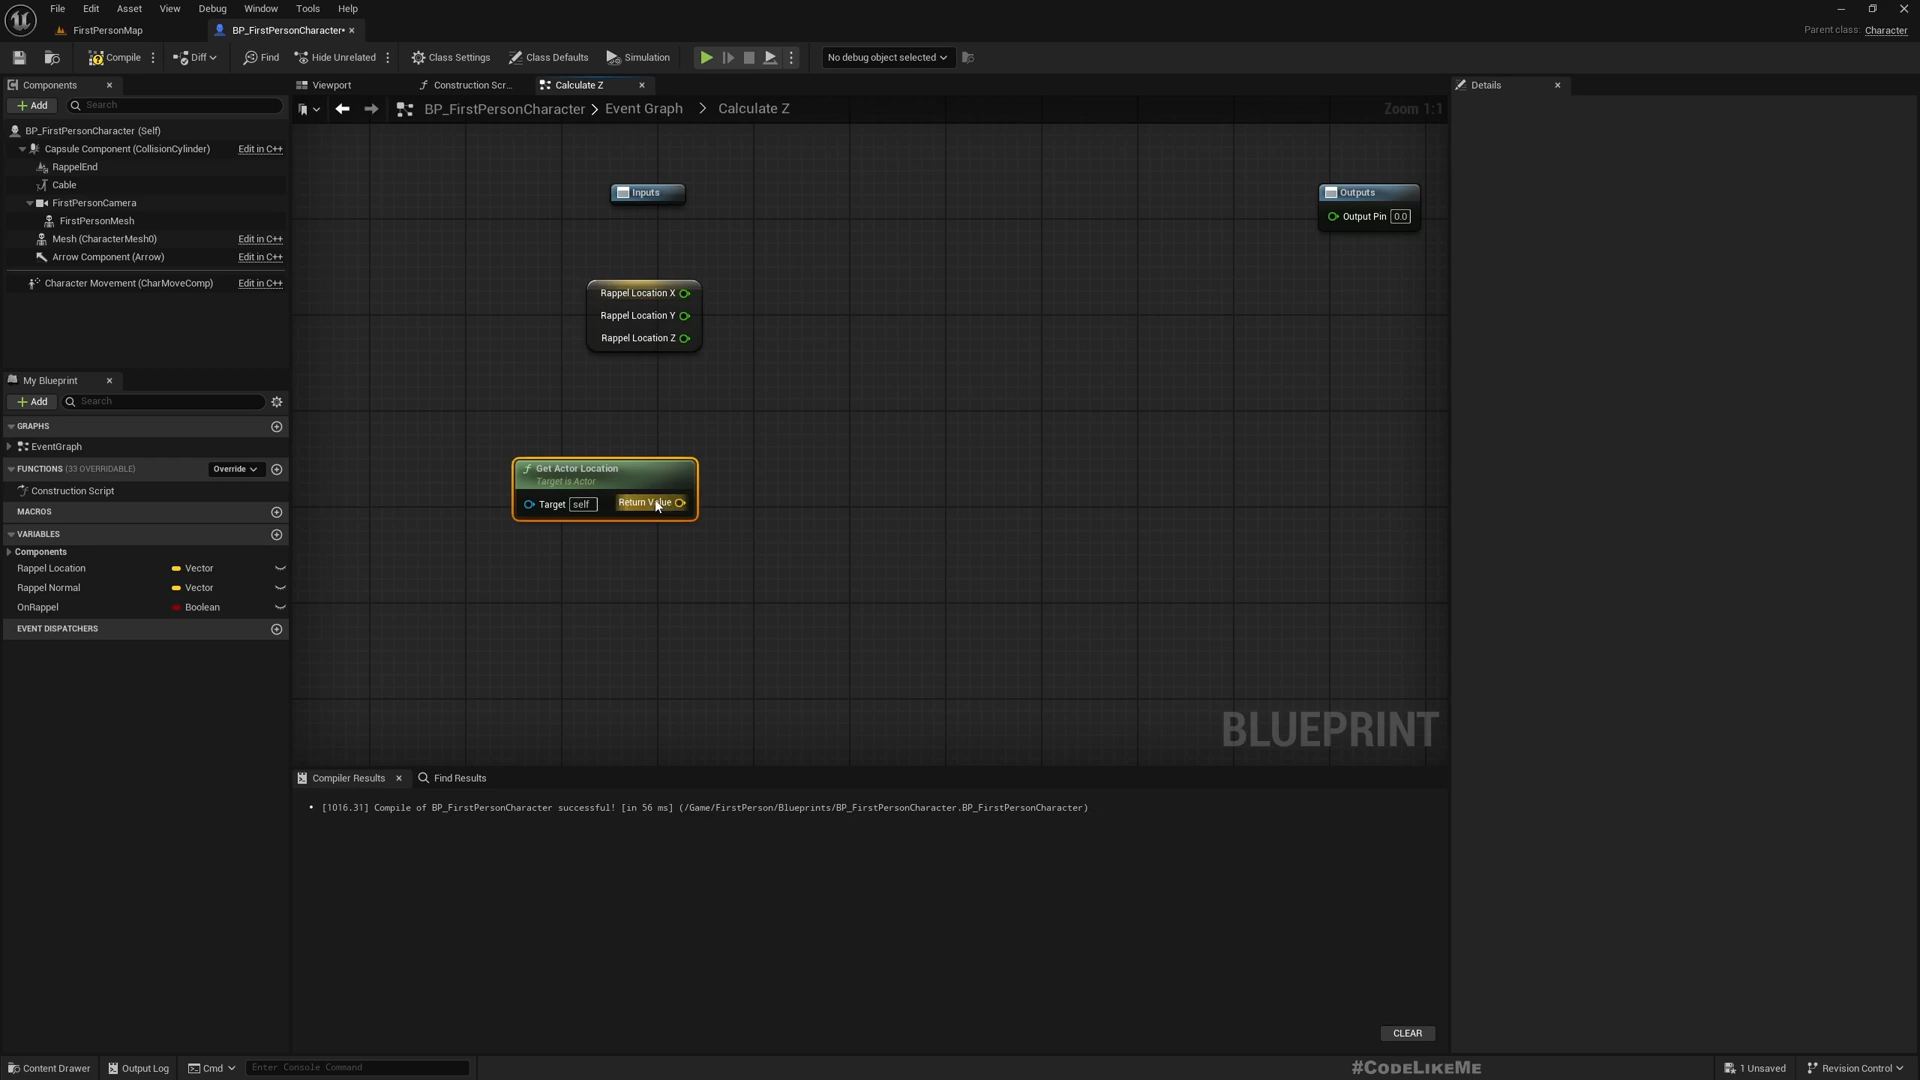 File Edit Asset View Window Tools Debug Help
FirstPersonMap
BP_FirstPersonCharacter•
Parent class: Character
Compile
Diff
Find
Hide Unrelated
Class Settings
Class Defaults
Simulation
No debug object selected
Components
Add
Search
BP_FirstPersonCharacter (Self)
Capsule Component (CollisionCylinder) Edit in C++
RappelEnd
Cable
FirstPersonCamera
FirstPersonMesh
Mesh (CharacterMesh0) Edit in C++
Arrow Component (Arrow) Edit in C++
Character Movement (CharMoveComp) Edit in C++
My Blueprint
Add
Search
GRAPHS
EventGraph
FUNCTIONS (33 OVERRIDABLE) Override
Construction Script
MACROS
VARIABLES
Components
Rappel Location Vector
Rappel Normal Vector
OnRappel Boolean
EVENT DISPATCHERS
Viewport
Construction Scr...
Calculate Z
BP_FirstPersonCharacter > Event Graph > Calculate Z
Zoom 1:1
Inputs
Outputs
Output Pin 0.0
Rappel Location X
Rappel Location Y
Rappel Location Z
Get Actor Location
Target is Actor
Target self
Return Value
BLUEPRINT
Compiler Results
Find Results
• [1016.31] Compile of BP_FirstPersonCharacter successful! [in 56 ms] (/Game/FirstPerson/Blueprints/BP_FirstPersonCharacter.BP_FirstPersonCharacter)
CLEAR
Details
Content Drawer
Output Log
Cmd
Enter Console Command
#CODELIKEME
1 Unsaved
Revision Control